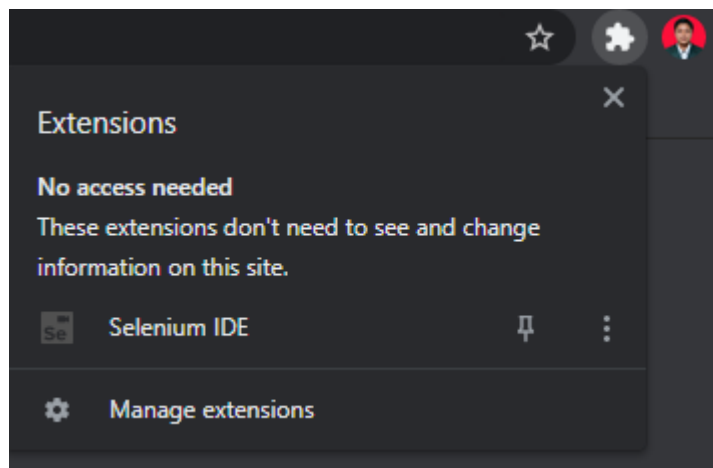 Extensions
No access needed
These extensions don't need to see and change
information on this site.
Se Selenium IDE
Manage extensions